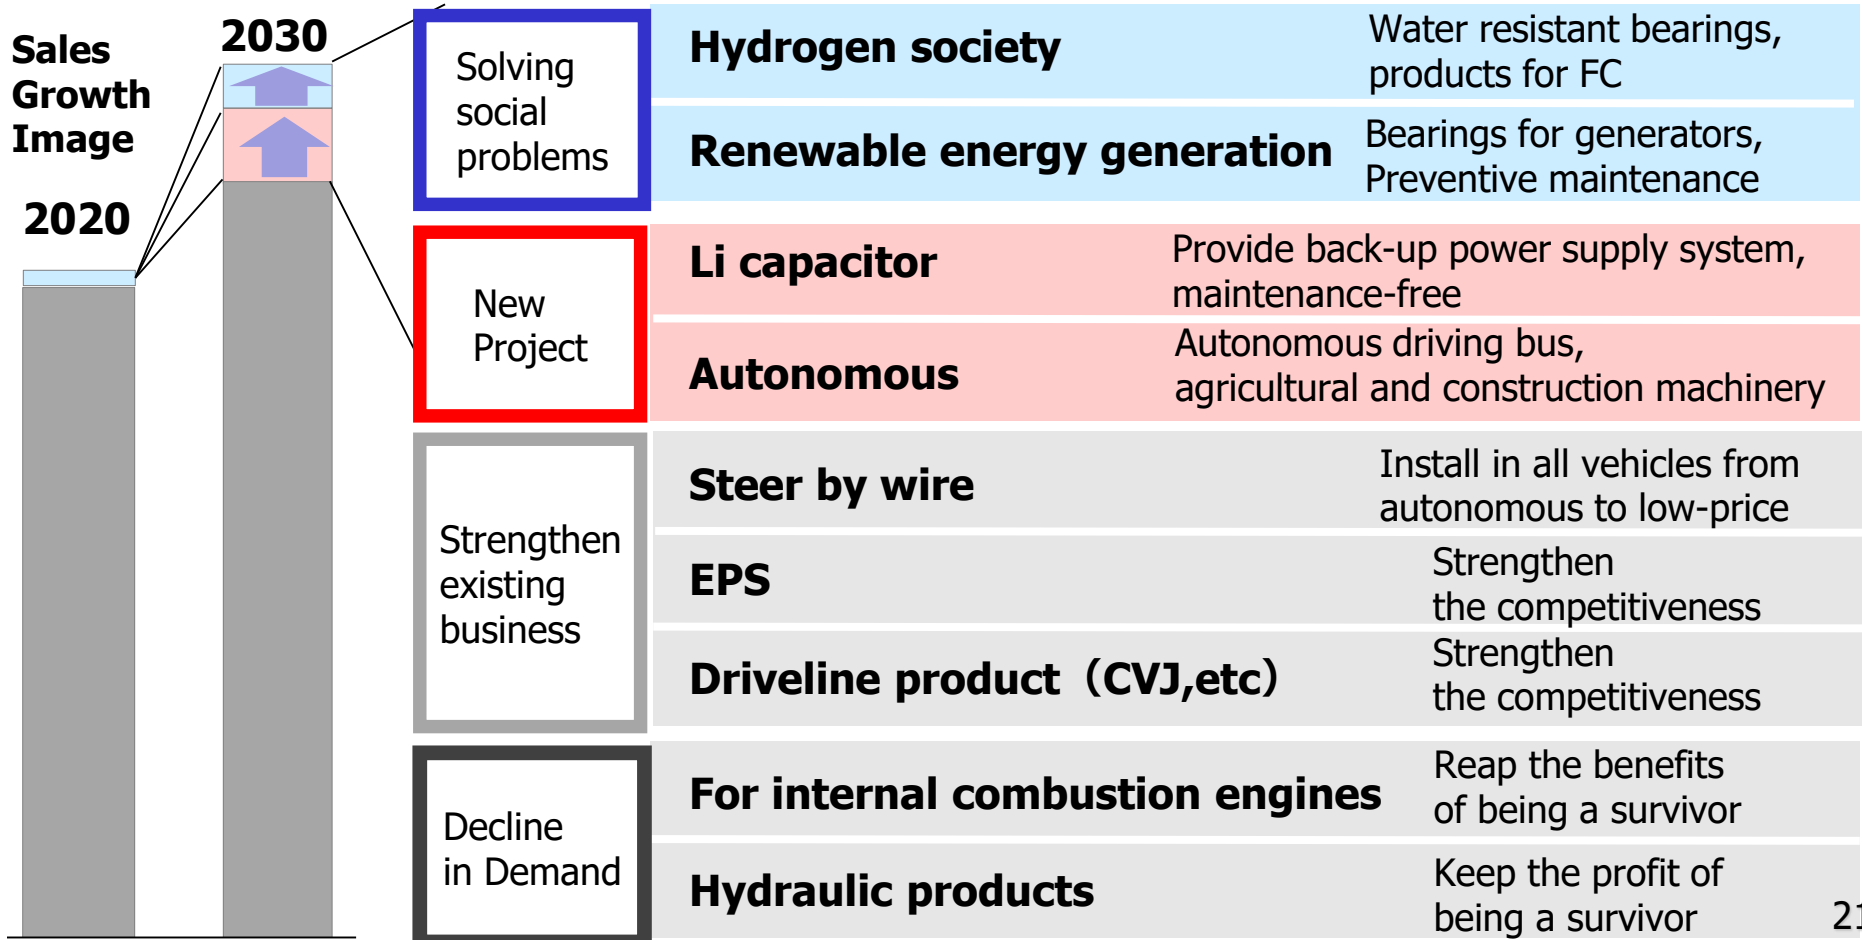 Sales
Growth
Image
2020
2030
Solving
social
problems
Hydrogen society
Water resistant bearings,
products for FC
Renewable energy generation
Bearings for generators,
Preventive maintenance
New
Project
Li capacitor
Provide back-up power supply system,
maintenance-free
Autonomous
Autonomous driving bus,
agricultural and construction machinery
Strengthen
existing
business
Steer by wire
Install in all vehicles from
autonomous to low-price
EPS
Strengthen
the competitiveness
Driveline product（CVJ,etc）
Strengthen
the competitiveness
Decline
in Demand
For internal combustion engines
Reap the benefits
of being a survivor
Hydraulic products
Keep the profit of
being a survivor
21